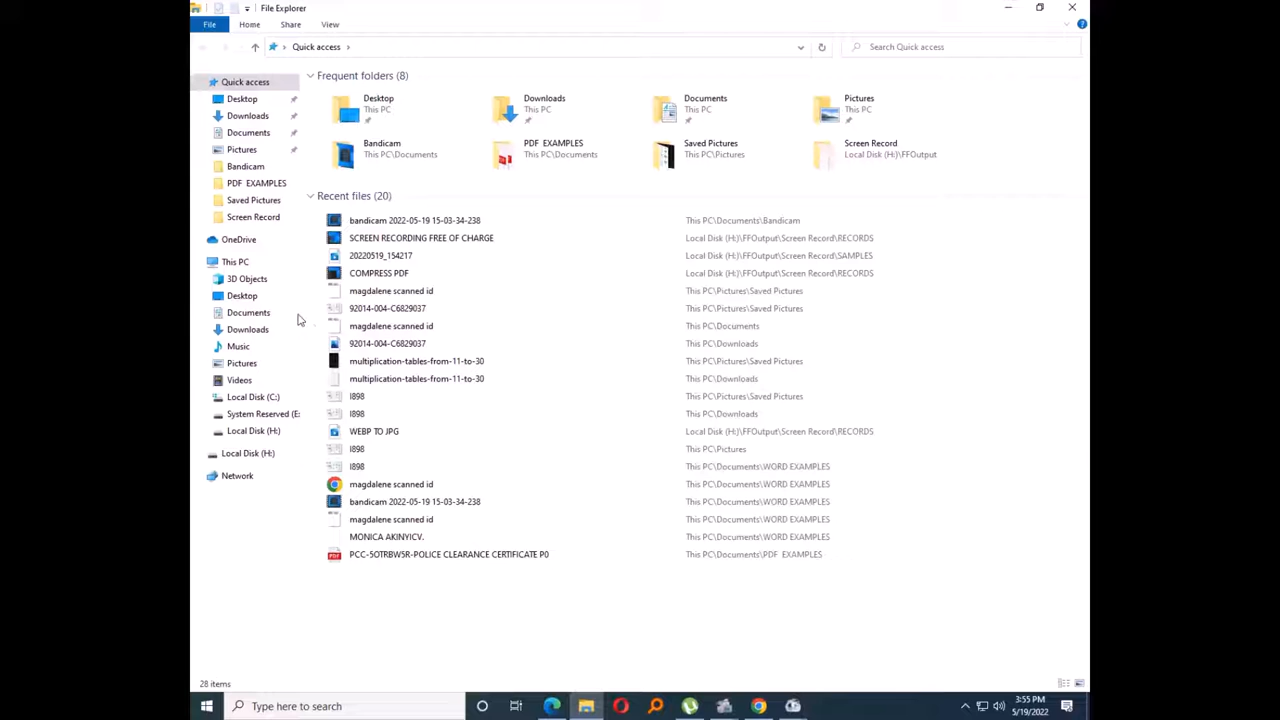 File Explorer
File Home Share View
Quick access
Search Quick access
Quick access
Desktop
Downloads
Documents
Pictures
Bandicam
PDF EXAMPLES
Saved Pictures
Screen Record
OneDrive
This PC
3D Objects
Desktop
Documents
Downloads
Music
Pictures
Videos
Local Disk (C:)
System Reserved (E:
Local Disk (H:)
Local Disk (H:)
Network
Frequent folders (8)
Desktop
This PC
Downloads
This PC
Documents
This PC
Pictures
This PC
Bandicam
This PC\Documents
PDF EXAMPLES
This PC\Documents
Saved Pictures
This PC\Pictures
Screen Record
Local Disk (H:)\FFOutput
Recent files (20)
bandicam 2022-05-19 15-03-34-238 This PC\Documents\Bandicam
SCREEN RECORDING FREE OF CHARGE Local Disk (H:)\FFOutput\Screen Record\RECORDS
20220519_154217 Local Disk (H:)\FFOutput\Screen Record\SAMPLES
COMPRESS PDF Local Disk (H:)\FFOutput\Screen Record\RECORDS
magdalene scanned id This PC\Pictures\Saved Pictures
92014-004-C6829037 This PC\Pictures\Saved Pictures
magdalene scanned id This PC\Documents
92014-004-C6829037 This PC\Downloads
multiplication-tables-from-11-to-30 This PC\Pictures\Saved Pictures
multiplication-tables-from-11-to-30 This PC\Downloads
I898 This PC\Pictures\Saved Pictures
I898 This PC\Downloads
WEBP TO JPG Local Disk (H:)\FFOutput\Screen Record\RECORDS
I898 This PC\Pictures
I898 This PC\Documents\WORD EXAMPLES
magdalene scanned id This PC\Documents\WORD EXAMPLES
bandicam 2022-05-19 15-03-34-238 This PC\Documents\WORD EXAMPLES
magdalene scanned id This PC\Documents\WORD EXAMPLES
MONICA AKINYICV. This PC\Documents\WORD EXAMPLES
PCC-5OTRBW5R-POLICE CLEARANCE CERTIFICATE P0 This PC\Documents\PDF EXAMPLES
28 items
Type here to search
3:55 PM
5/19/2022